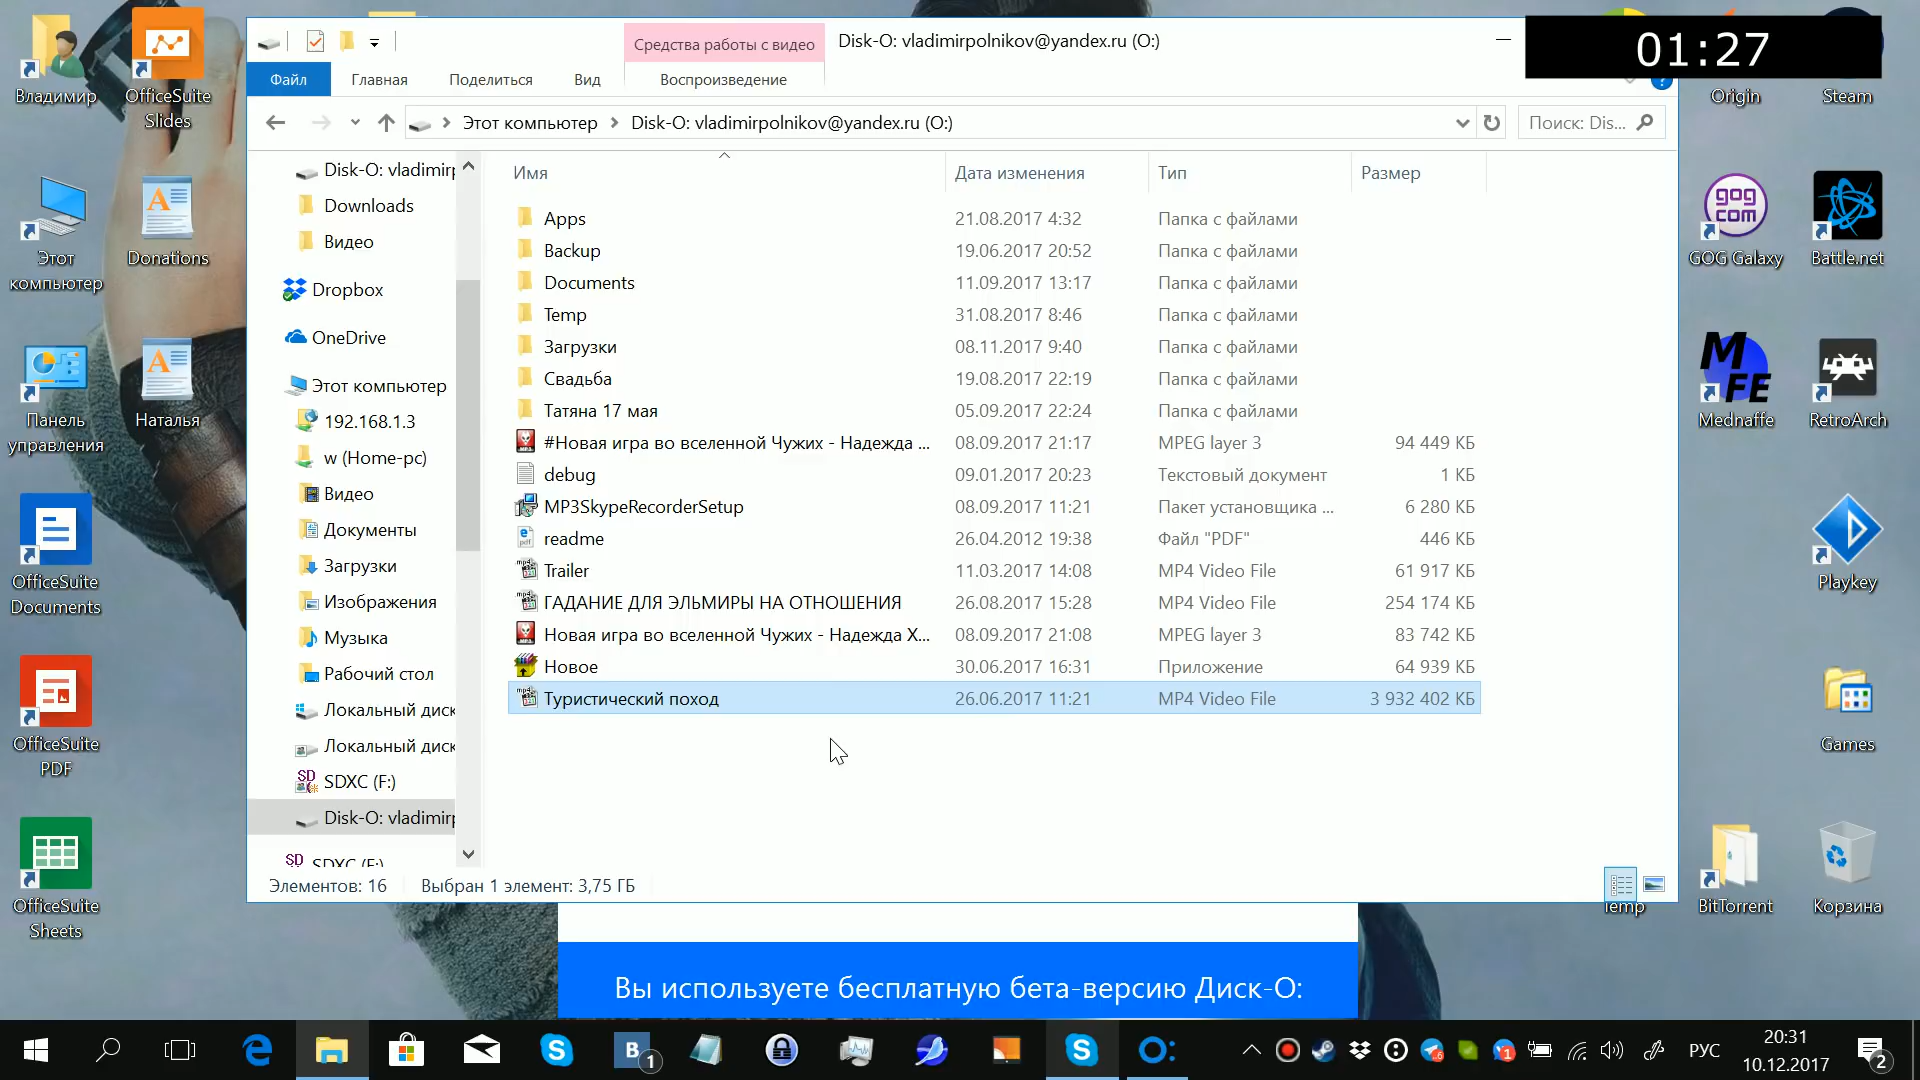 Владимир
OfficeSuite
Slides
Этот
компьютер
Donations
Панель
управления
Наталья
OfficeSuite
Documents
OfficeSuite
PDF
OfficeSuite
Sheets
Средства работы с видео
Disk-O: vladimirpolnikov@yandex.ru (O:)
01:27
Файл
Главная
Поделиться
Вид
Воспроизведение
Этот компьютер
Disk-O: vladimirpolnikov@yandex.ru (O:)
Поиск: Dis...
Disk-O: vladimirp
Downloads
Видео
Dropbox
OneDrive
Этот компьютер
192.168.1.3
w (Home-pc)
Видео
Документы
Загрузки
Изображения
Музыка
Рабочий стол
Локальный диск
Локальный диск
SDXC (F:)
Disk-O: vladimirp
SDXC (F:)
Имя Дата изменения Тип Размер
Apps 21.08.2017 4:32 Папка с файлами
Backup 19.06.2017 20:52 Папка с файлами
Documents 11.09.2017 13:17 Папка с файлами
Temp 31.08.2017 8:46 Папка с файлами
Загрузки 08.11.2017 9:40 Папка с файлами
Свадьба 19.08.2017 22:19 Папка с файлами
Татяна 17 мая 05.09.2017 22:24 Папка с файлами
#Новая игра во вселенной Чужих - Надежда ... 08.09.2017 21:17 MPEG layer 3 94 449 КБ
debug 09.01.2017 20:23 Текстовый документ 1 КБ
MP3SkypeRecorderSetup 08.09.2017 11:21 Пакет установщика ... 6 280 КБ
readme 26.04.2012 19:38 Файл "PDF" 446 КБ
Trailer 11.03.2017 14:08 MP4 Video File 61 917 КБ
ГАДАНИЕ ДЛЯ ЭЛЬМИРЫ НА ОТНОШЕНИЯ 26.08.2017 15:28 MP4 Video File 254 174 КБ
Новая игра во вселенной Чужих - Надежда Х... 08.09.2017 21:08 MPEG layer 3 83 742 КБ
Новое 30.06.2017 16:31 Приложение 64 939 КБ
Туристический поход 26.06.2017 11:21 MP4 Video File 3 932 402 КБ
Элементов: 16
Выбран 1 элемент: 3,75 ГБ
Origin
Steam
gog
com
GOG Galaxy
Battle.net
M
FE
Mednaffe
RetroArch
Playkey
Games
Temp
BitTorrent
Корзина
Вы используете бесплатную бета-версию Диск-О:
B
1
РУС
20:31
10.12.2017
2